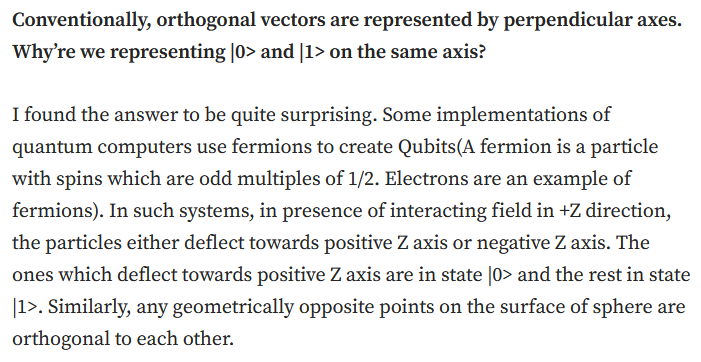 Conventionally, orthogonal vectors are represented by perpendicular axes.
Why’re we representing |0> and |1> on the same axis?
I found the answer to be quite surprising. Some implementations of
quantum computers use fermions to create Qubits(A fermion is a particle
with spins which are odd multiples of 1/2. Electrons are an example of
fermions). In such systems, in presence of interacting field in +Z direction,
the particles either deflect towards positive Z axis or negative Z axis. The
ones which deflect towards positive Z axis are in state |0> and the rest in state
|1>. Similarly, any geometrically opposite points on the surface of sphere are
orthogonal to each other.